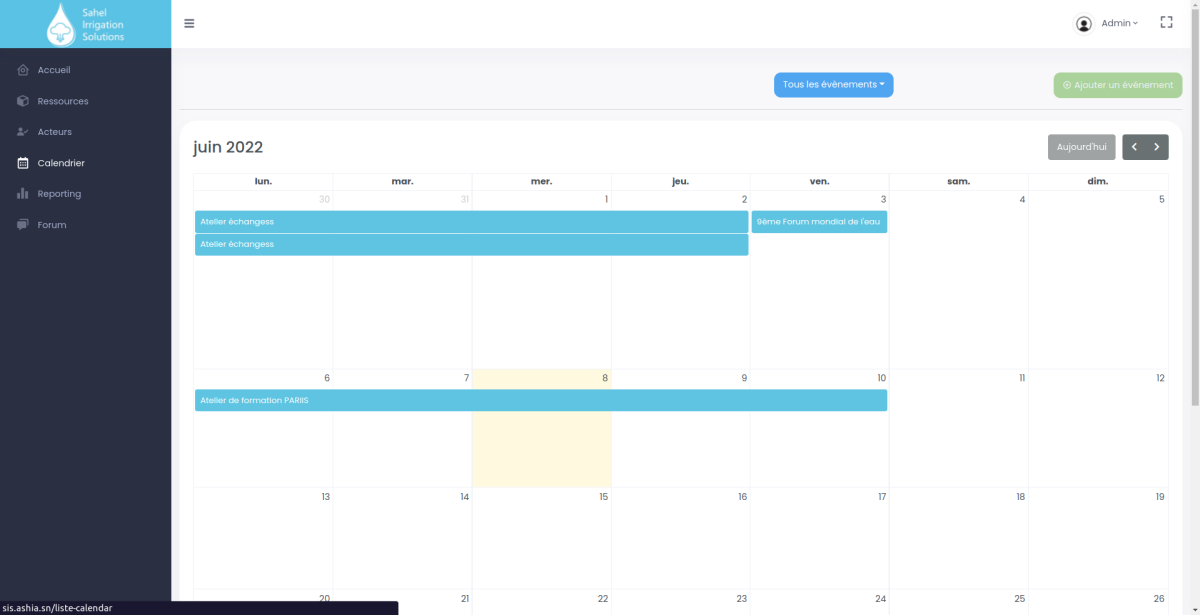 Sahel
Irrigation
Solutions
Admin
Accueil
Ressources
Acteurs
Calendrier
Reporting
Forum
Tous les évènements
Ajouter un évènement
juin 2022
Aujourd'hui
lun. mar. mer. jeu. ven. sam. dim.
30 31 1 2 3 4 5
Atelier échangess
9ème Forum mondial de l'eau
Atelier échangess
6 7 8 9 10 11 12
Atelier de formation PARIIS
13 14 15 16 17 18 19
20 21 22 23 24 25 26
sis.ashia.sn/liste-calendar